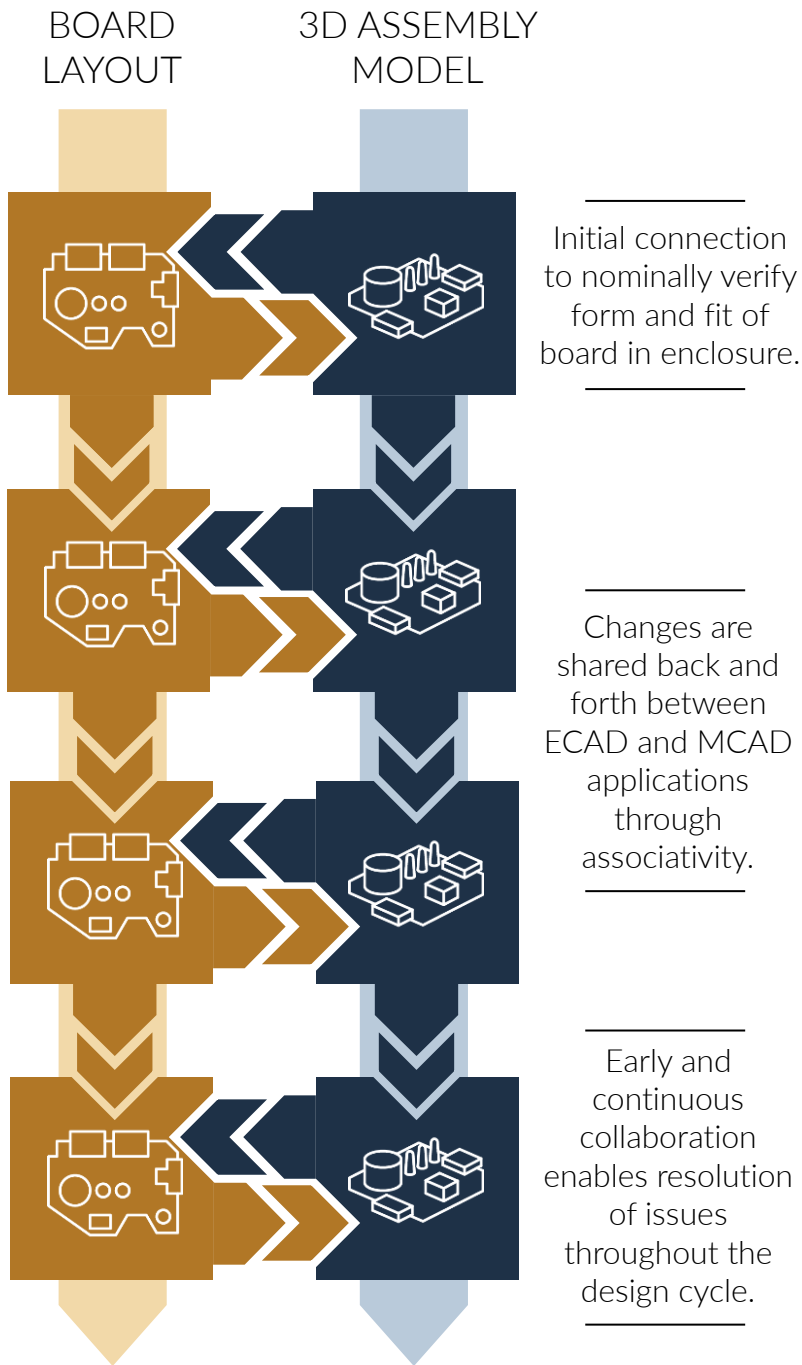 BOARD
LAYOUT
3D ASSEMBLY
MODEL
Initial connection
to nominally verify
form and fit of
board in enclosure.
Changes are
shared back and
forth between
ECAD and MCAD
applications
through
associativity.
Early and
continuous
collaboration
enables resolution
of issues
throughout the
design cycle.